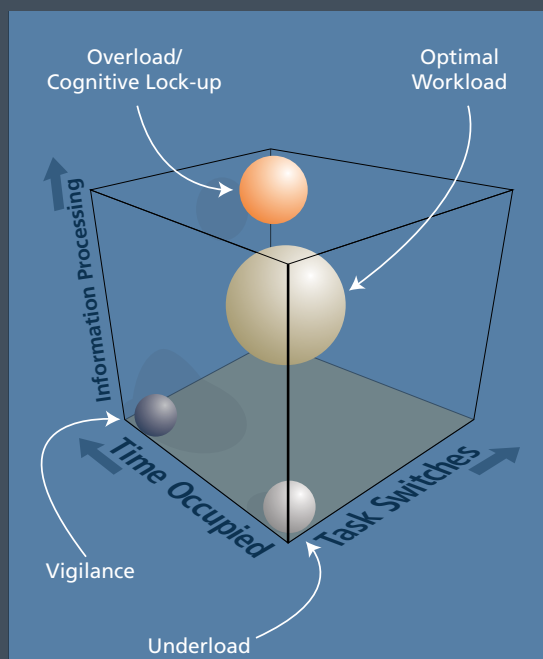 Overload/
Cognitive Lock-up
Optimal
Workload
Information Processing
Time Occupied
Task Switches
Vigilance
Underload